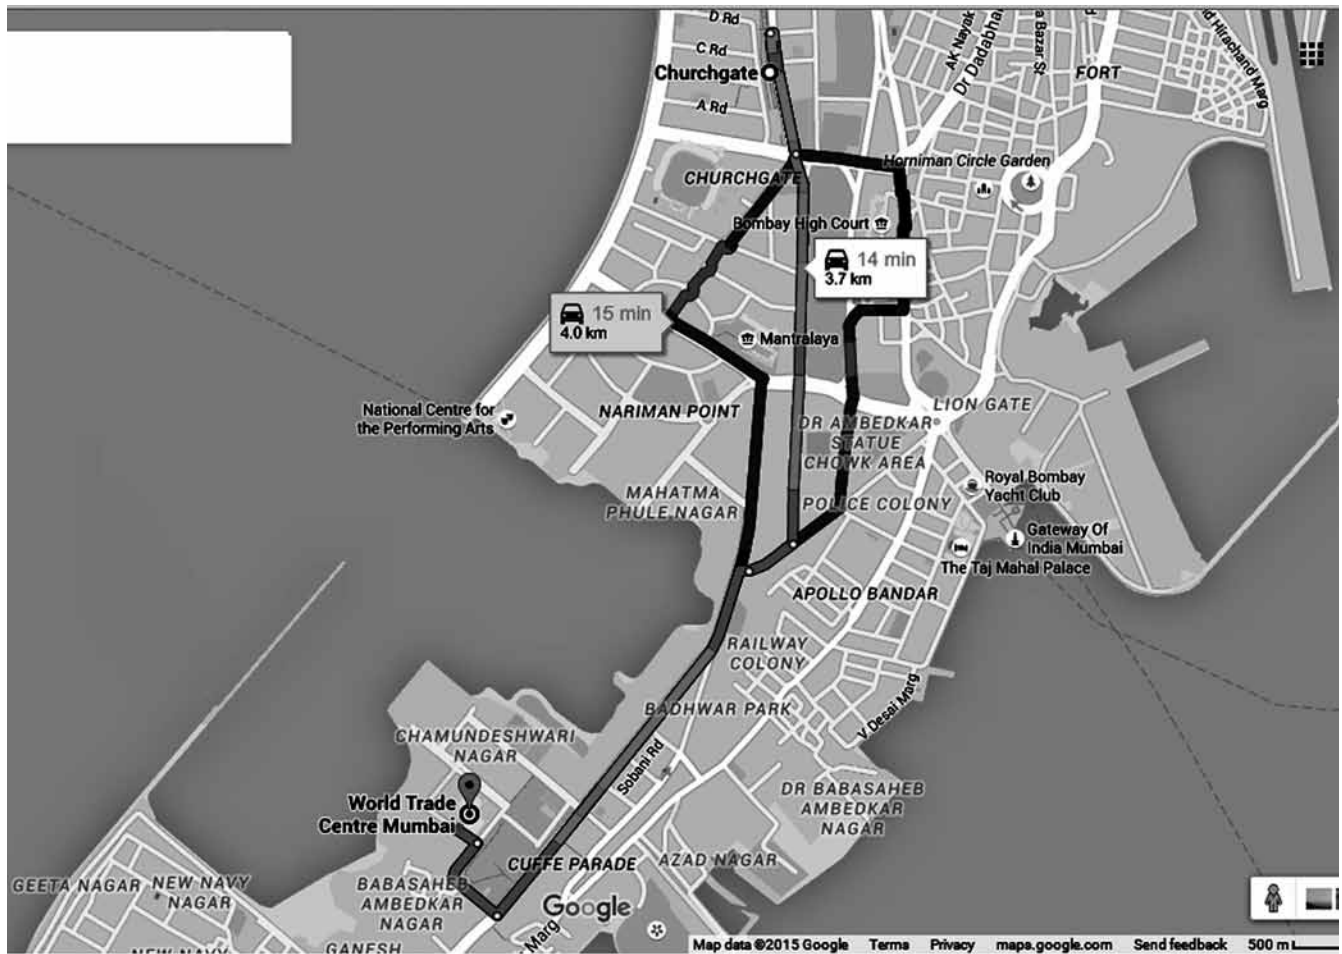 D Rd
C Rd
Churchgate
A Rd
AK Nayak
Dr Dadabhai
Bazar St
FORT
Hirachand Marg
Horniman Circle Garden
CHURCHGATE
Bombay High Court
14 min
3.7 km
15 min
4.0 km
Mantralaya
National Centre for
the Performing Arts
NARIMAN POINT
LION GATE
DR AMBEDKAR
STATUE
CHOWK AREA
Royal Bombay
Yacht Club
MAHATMA
PHULE NAGAR
POLICE COLONY
Gateway Of
India Mumbai
The Taj Mahal Palace
APOLLO BANDAR
RAILWAY
COLONY
BADHWAR PARK
V Desai Marg
CHAMUNDESHWARI
NAGAR
Sobani Rd
World Trade
Centre Mumbai
DR BABASAHEB
AMBEDKAR
NAGAR
CUFFE PARADE
AZAD NAGAR
GEETA NAGAR
NEW NAVY
NAGAR
BABASAHEB
AMBEDKAR
NAGAR
Google
Marg
NEW NAVY
GANESH
Map data ©2015 Google Terms Privacy maps.google.com Send feedback 500 m